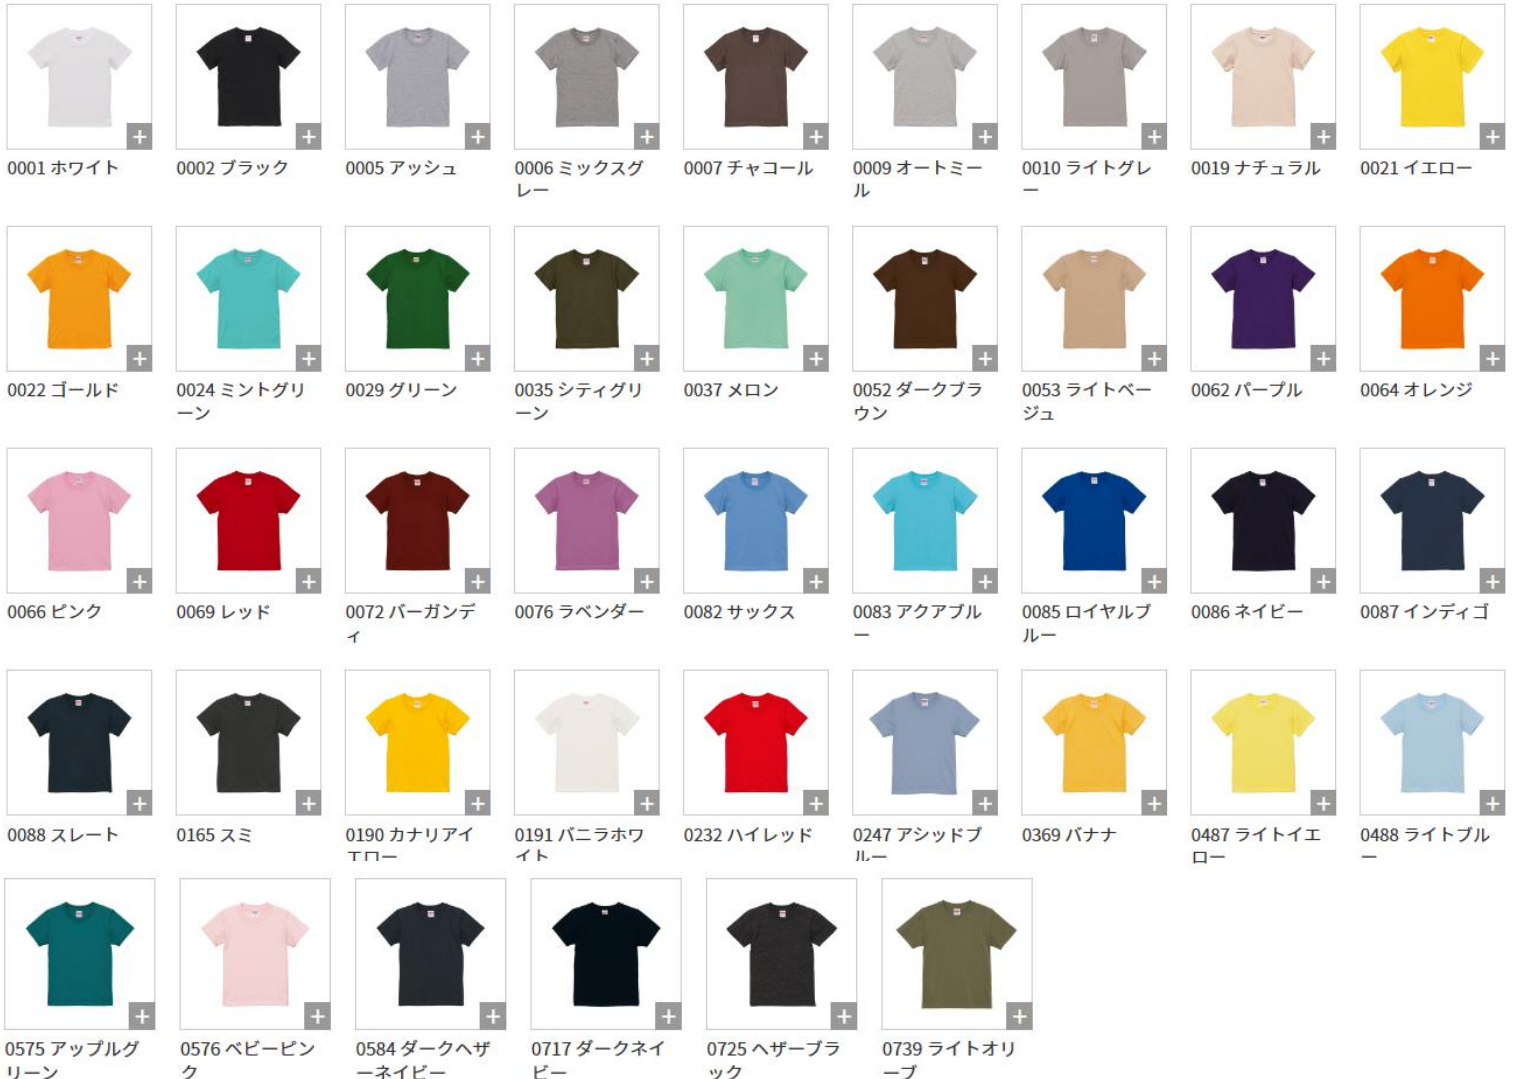 0001 ホワイト
0002 ブラック
0005 アッシュ
0006 ミックスグ
レー
0007 チャコール
0009 オートミー
ル
0010 ライトグレ
ー
0019 ナチュラル
0021 イエロー
0022 ゴールド
0024 ミントグリ
ーン
0029 グリーン
0035 シティグリ
ーン
0037 メロン
0052 ダークブラ
ウン
0053 ライトベー
ジュ
0062 パープル
0064 オレンジ
0066 ピンク
0069 レッド
0072 バーガンデ
ィ
0076 ラベンダー
0082 サックス
0083 アクアブル
ー
0085 ロイヤルブ
ルー
0086 ネイビー
0087 インディゴ
0088 スレート
0165 スミ
0190 カナリアイ
エロー
0191 バニラホワ
イト
0232 ハイレッド
0247 アシッドブ
ルー
0369 バナナ
0487 ライトイエ
ロー
0488 ライトブル
ー
0575 アップルグ
リーン
0576 ベビーピン
ク
0584 ダークヘザ
ーネイビー
0717 ダークネイ
ビー
0725 ヘザーブラ
ック
0739 ライトオリ
ーブ